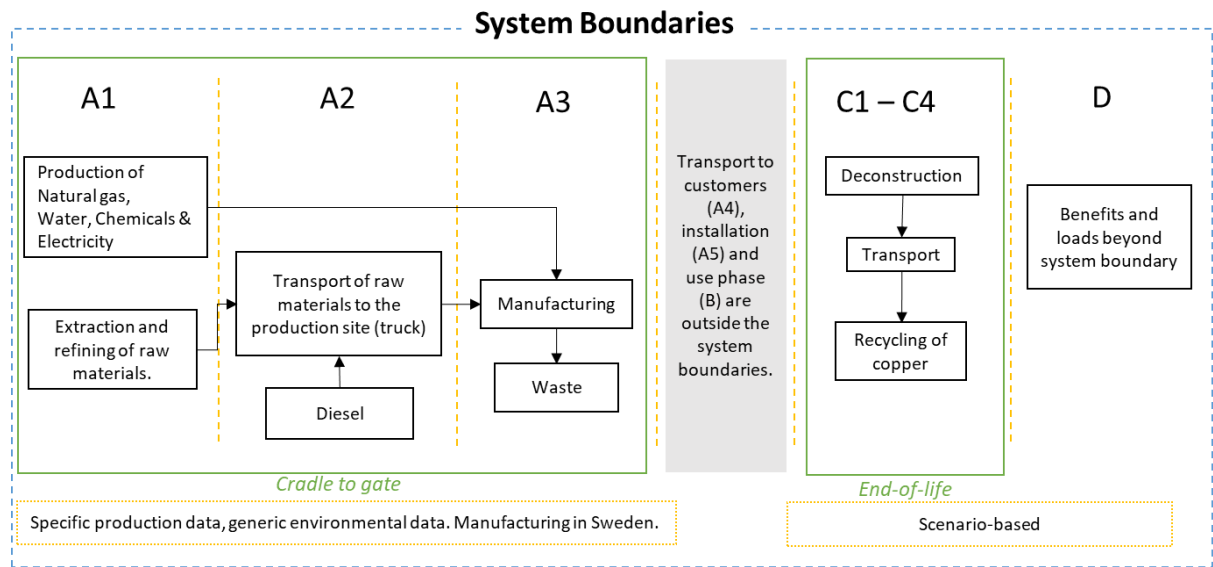 System Boundaries
A1
A2
A3
C1 – C4
D
Production of
Natural gas,
Water, Chemicals &
Electricity
Extraction and
refining of raw
materials.
Transport of raw
materials to the
production site (truck)
Diesel
Manufacturing
Waste
Transport to
customers
(A4),
installation
(A5) and
use phase
(B) are
outside the
system
boundaries.
Deconstruction
Transport
Recycling of
copper
Benefits and
loads beyond
system boundary
Cradle to gate
End-of-life
Specific production data, generic environmental data. Manufacturing in Sweden.
Scenario-based